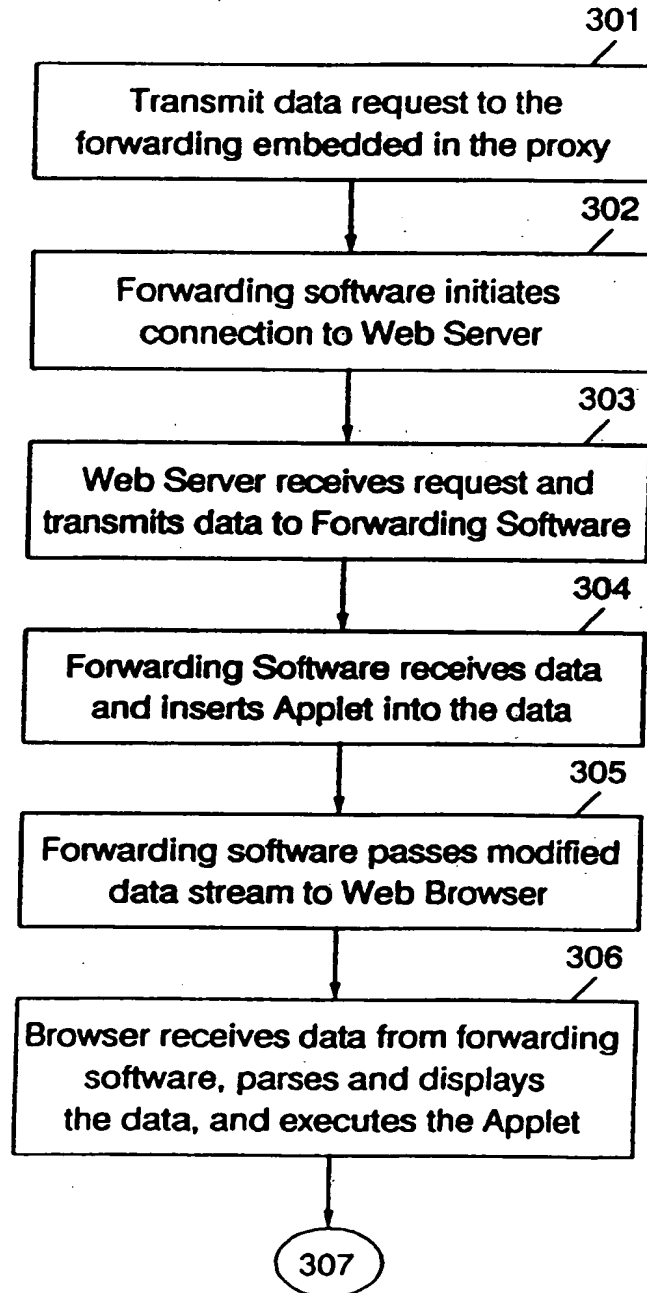 301
Transmit data request to the
forwarding embedded in the proxy
302
Forwarding software initiates
connection to Web Server
303
Web Server receives request and
transmits data to Forwarding Software
304
Forwarding Software receives data
and inserts Applet into the data
305
Forwarding software passes modified
data stream to Web Browser
306
Browser receives data from forwarding
software, parses and displays
the data, and executes the Applet
307